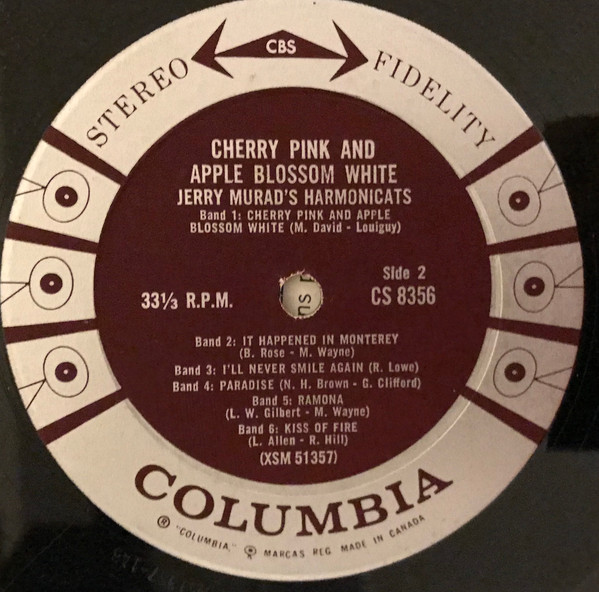 CBS
STEREO FIDELITY
CHERRY PINK AND
APPLE BLOSSOM WHITE
JERRY MURAD'S HARMONICATS
Band 1: CHERRY PINK AND APPLE
BLOSSOM WHITE (M. David - Louiguy)
33⅓ R.P.M.
Side 2
CS 8356
Band 2: IT HAPPENED IN MONTEREY
(B. Rose - M. Wayne)
Band 3: I'LL NEVER SMILE AGAIN (R. Lowe)
Band 4: PARADISE (N. H. Brown - G. Clifford)
Band 5: RAMONA
(L. W. Gilbert - M. Wayne)
Band 6: KISS OF FIRE
(L. Allen - R. Hill)
(XSM 51357)
COLUMBIA
® "COLUMBIA," MARCAS REG MADE IN CANADA